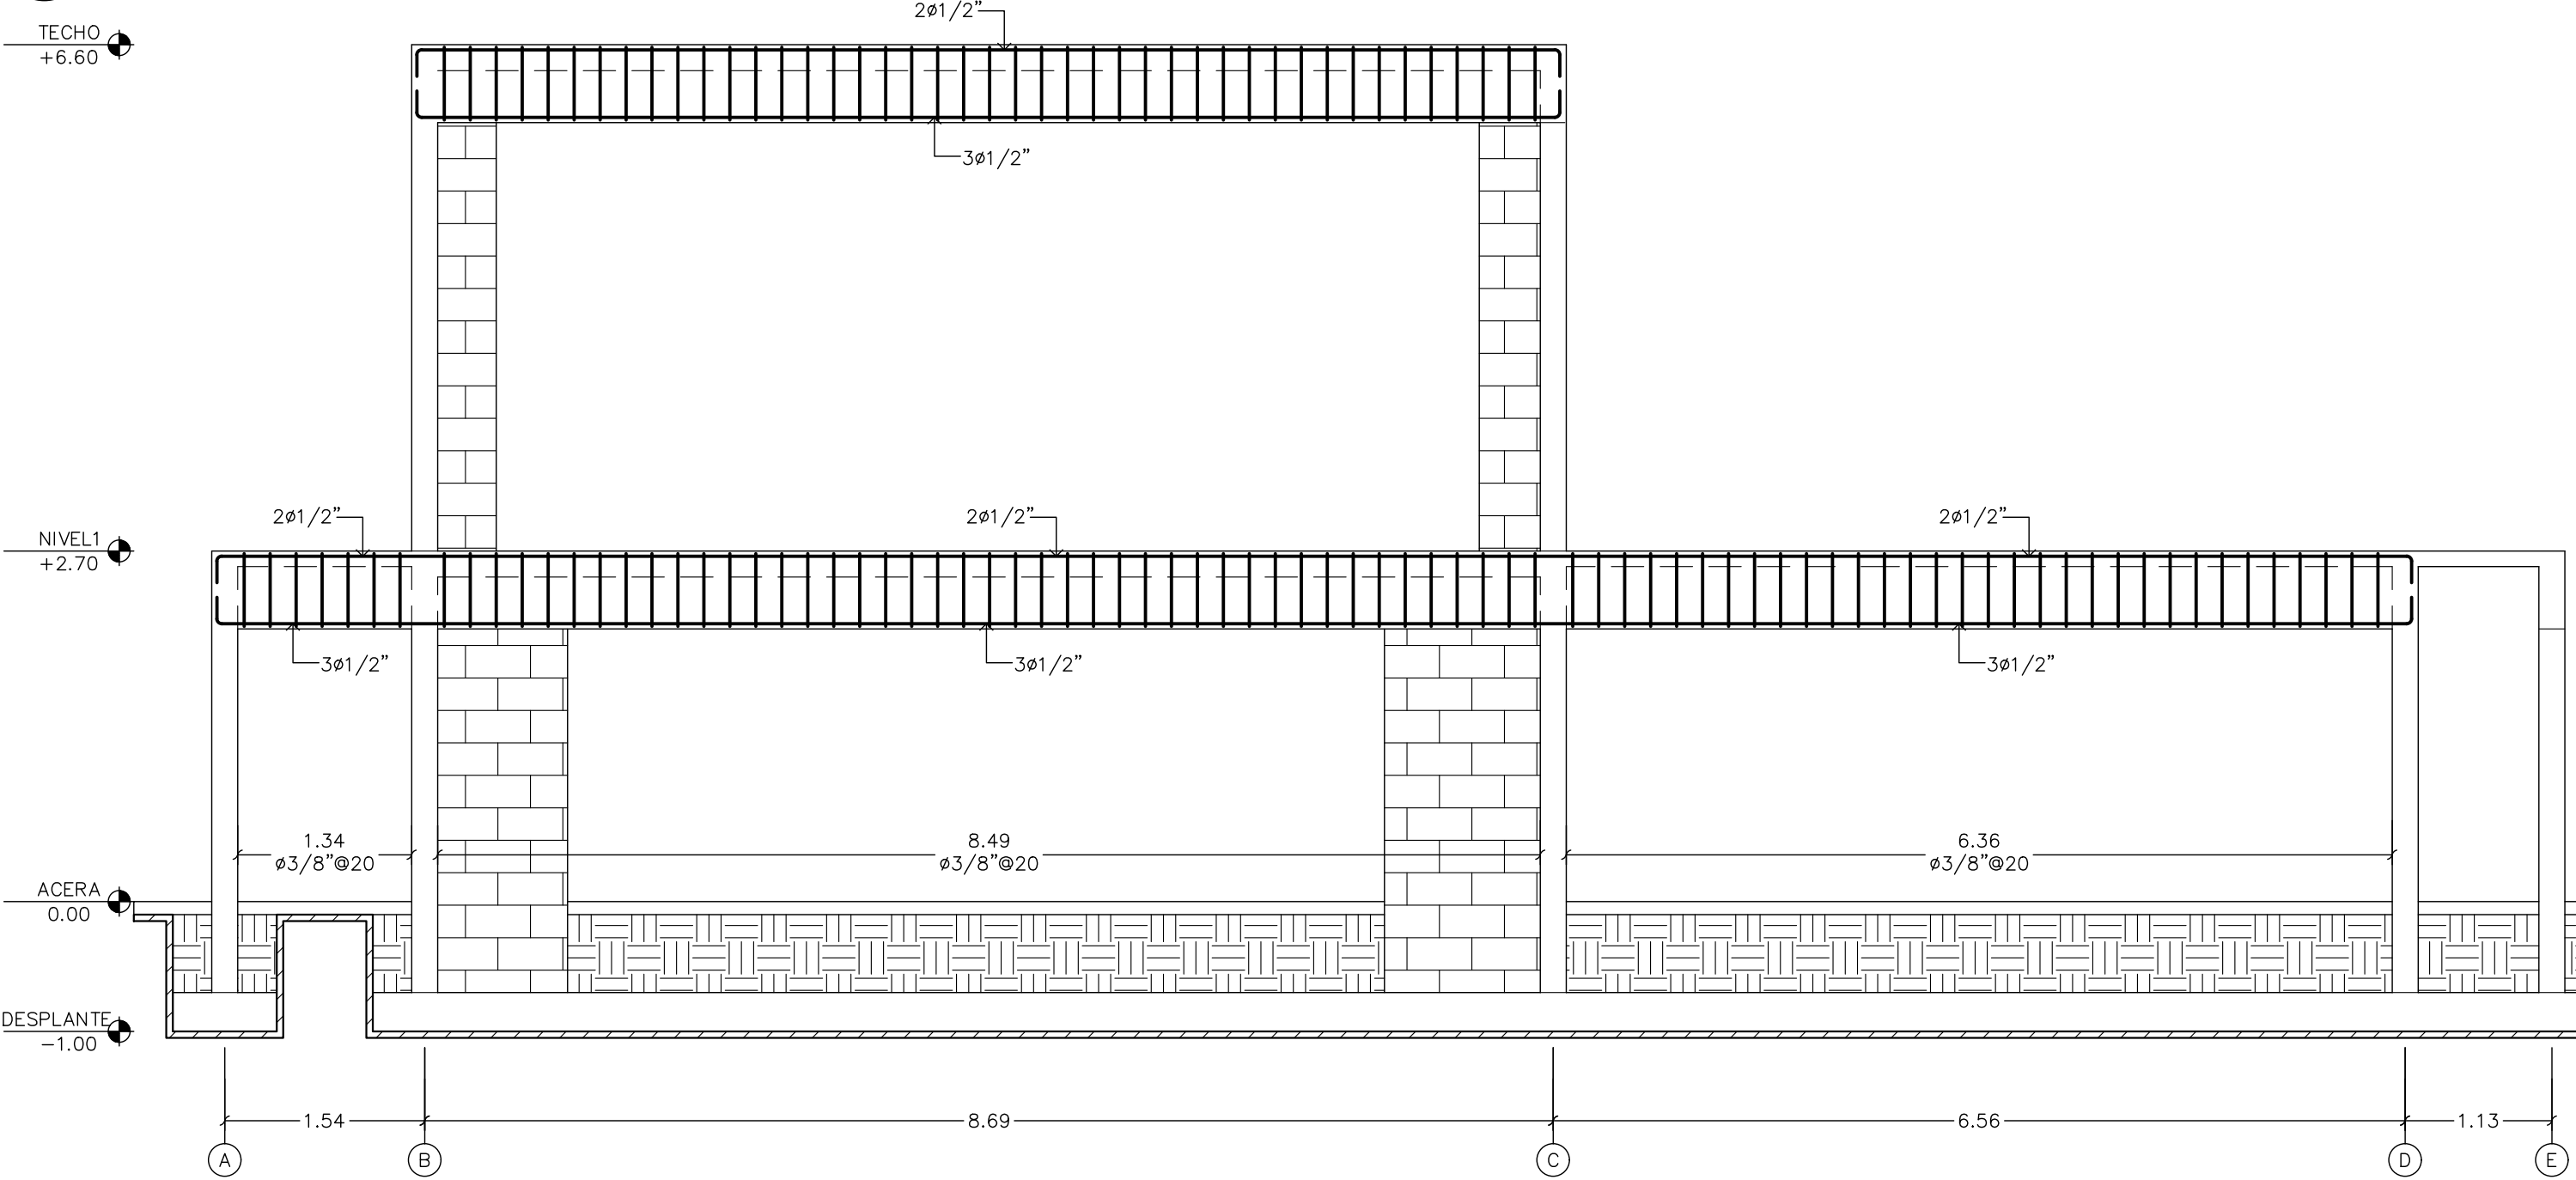 2ø1/2”
TECHO
+6.60
3ø1/2”
2ø1/2”
2ø1/2”
2ø1/2”
NIVEL1
+2.70
3ø1/2”
3ø1/2”
3ø1/2”
1.34
ø3/8”@20
8.49
ø3/8”@20
6.36
ø3/8”@20
ACERA
0.00
DESPLANTE
−1.00
1.54
8.69
6.56
1.13
A
B
C
D
E